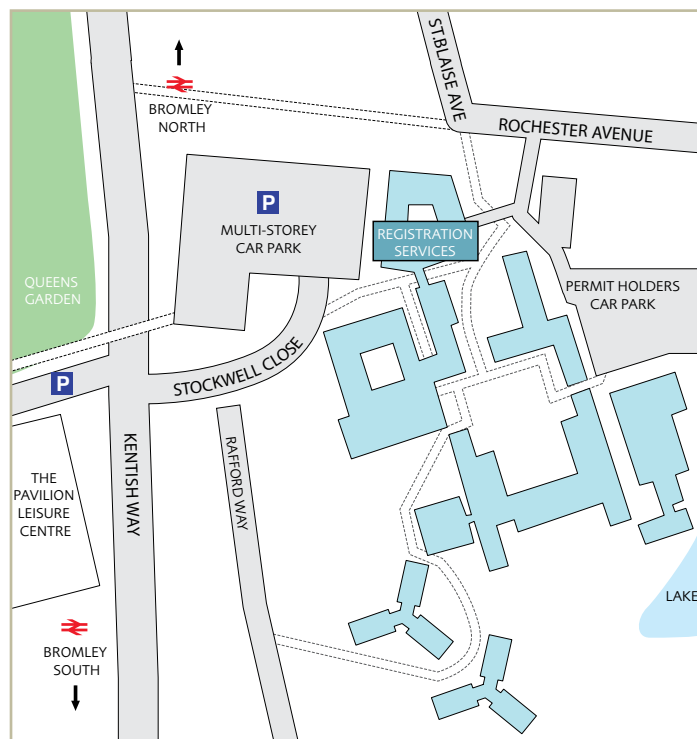 ST.BLAISE AVE
BROMLEY
NORTH
ROCHESTER AVENUE
P
MULTI-STOREY
CAR PARK
REGISTRATION
SERVICES
QUEENS
GARDEN
PERMIT HOLDERS
CAR PARK
STOCKWELL CLOSE
P
KENTISH WAY
RAFFORD WAY
THE
PAVILION
LEISURE
CENTRE
LAKE
BROMLEY
SOUTH